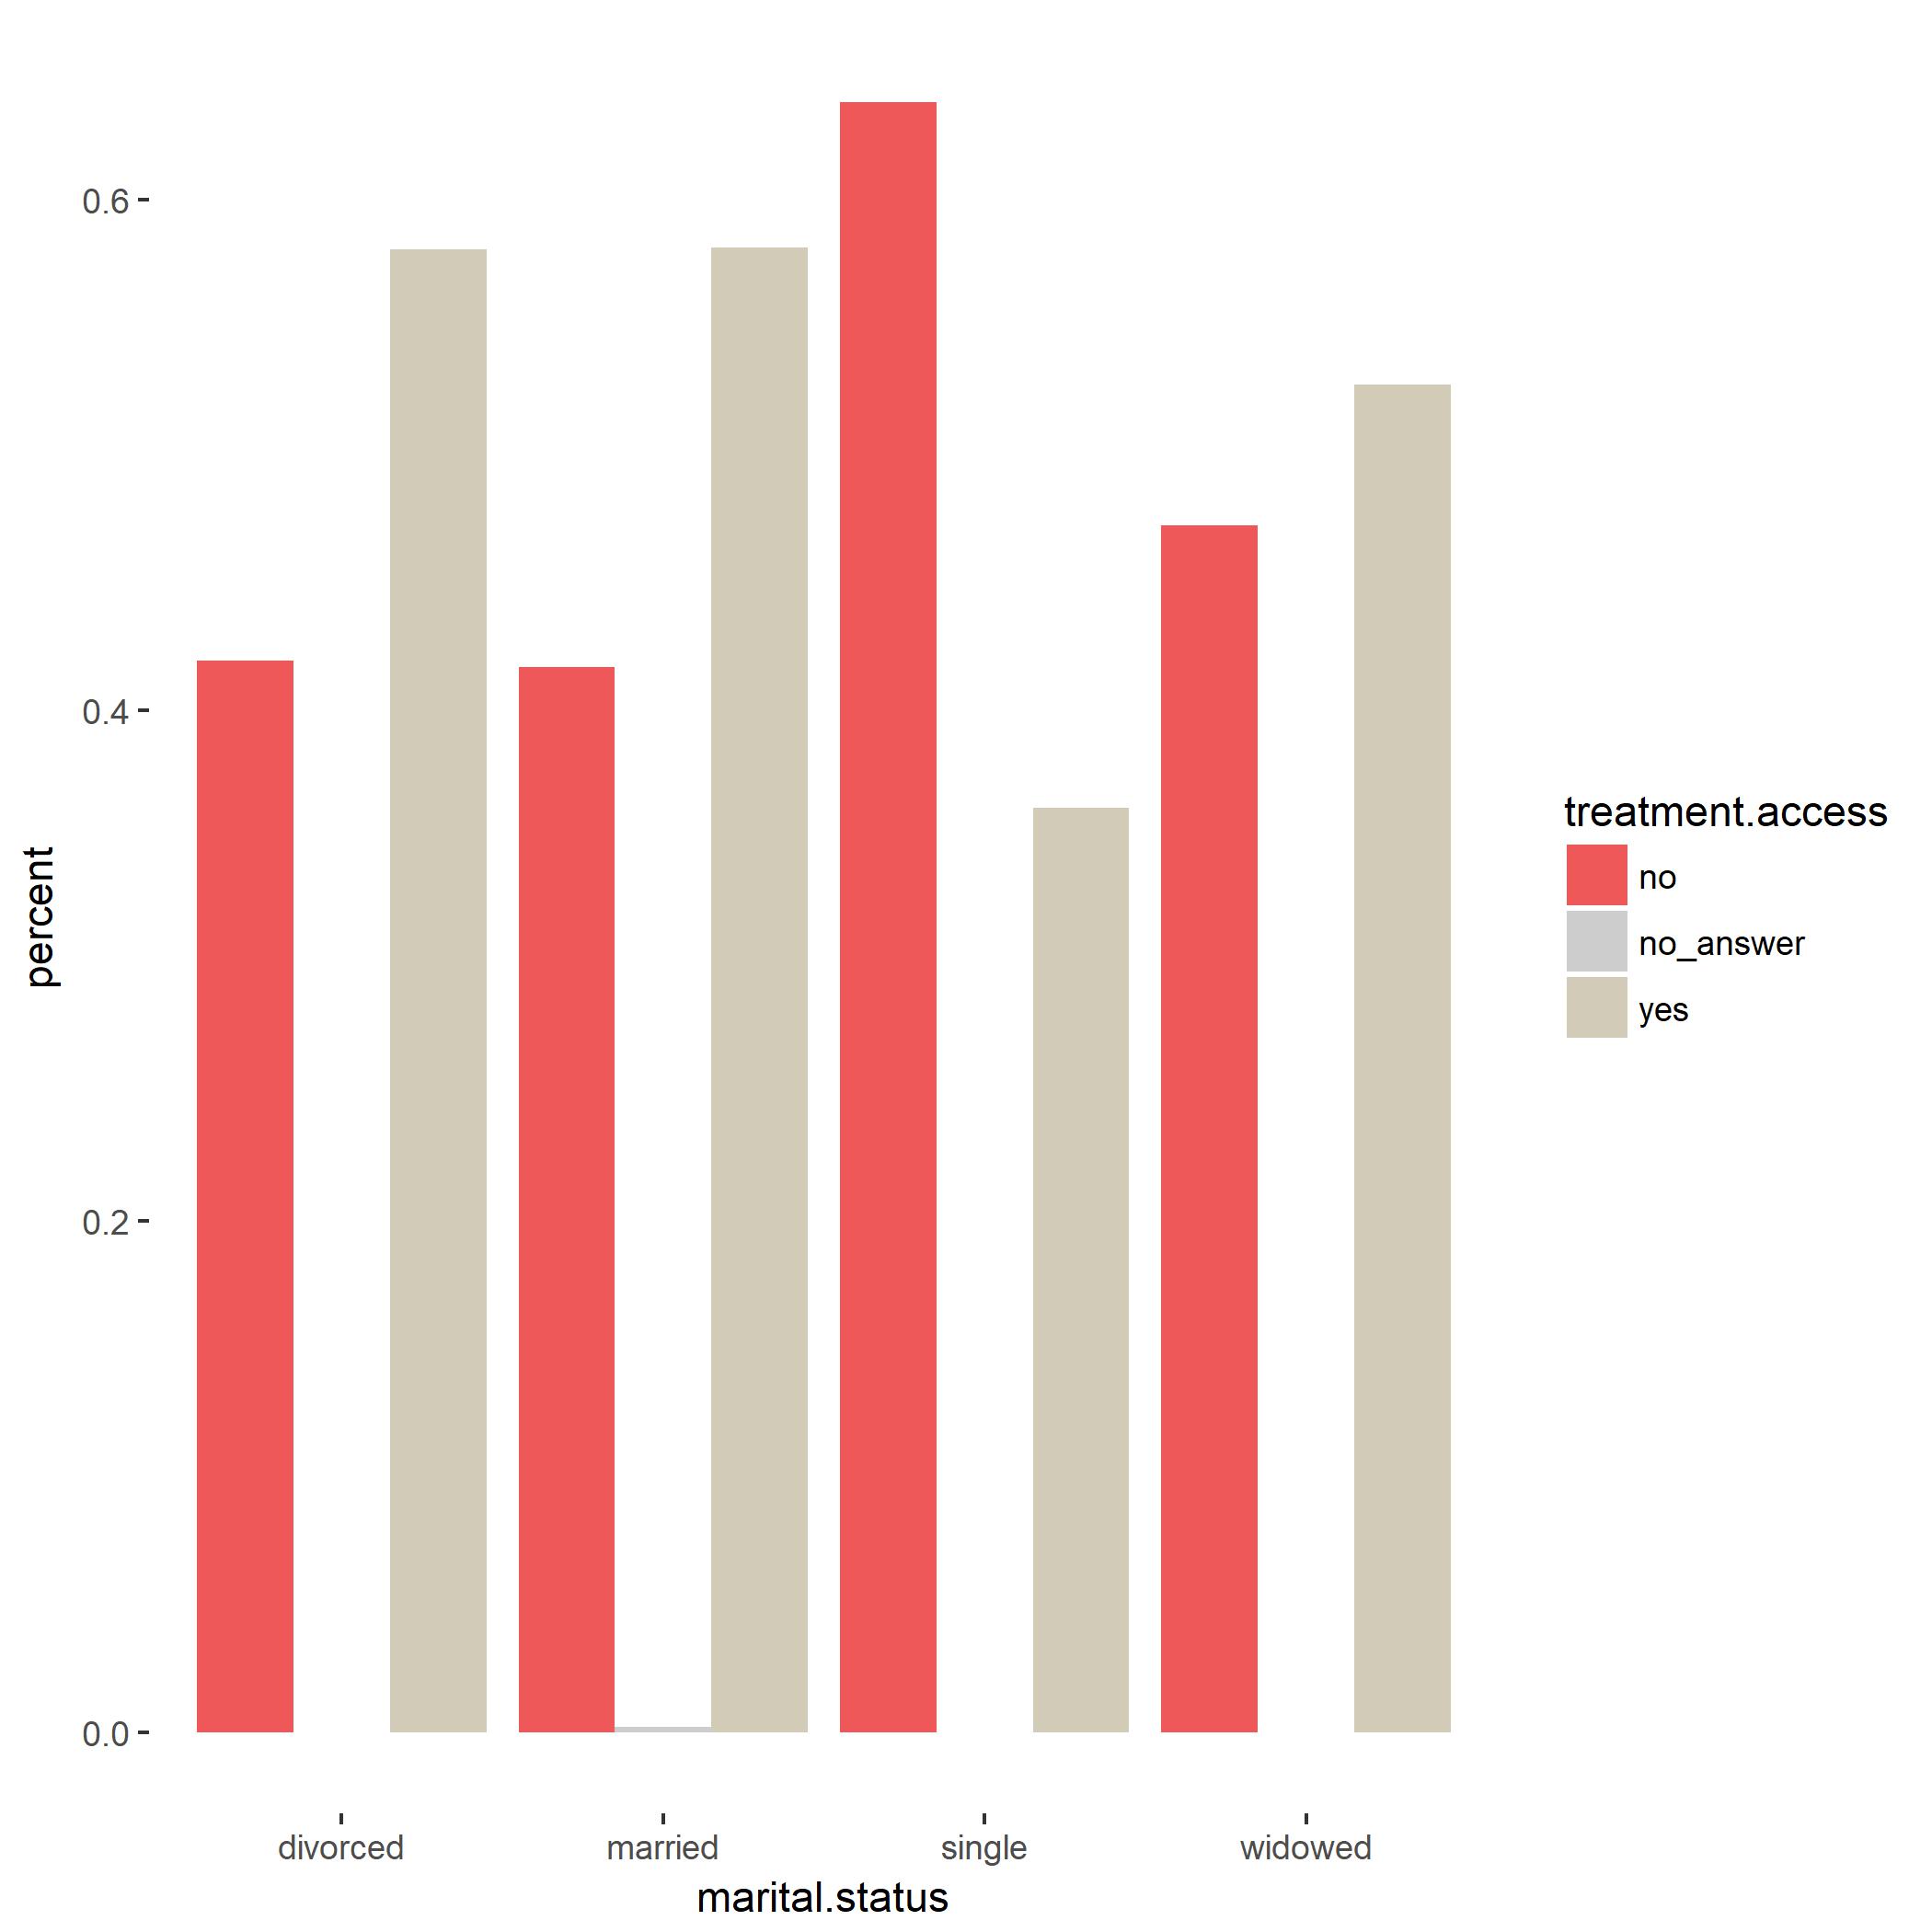 0.6
0.4
0.2
0.0
percent
divorced
married
single
widowed
marital.status
treatment.access
no
no_answer
yes